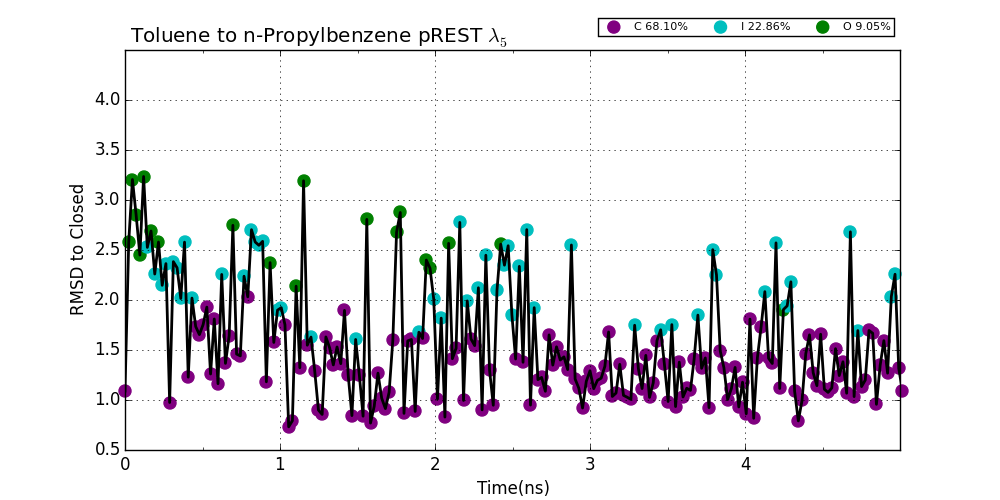 Toluene to n-Propylbenzene pREST λ5
C 68.10% I 22.86% O 9.05%
4.0
3.5
3.0
2.5
2.0
1.5
1.0
0.5
RMSD to Closed
0 1 2 3 4
Time(ns)